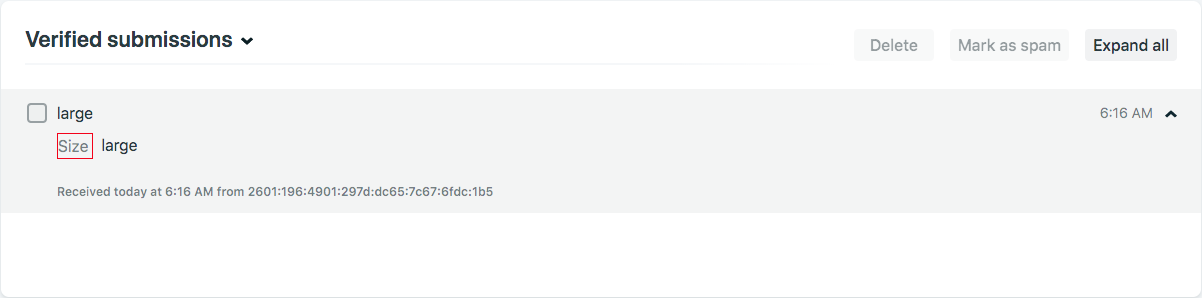 Verified submissions
Delete
Mark as spam
Expand all
large
6:16 AM
Size large
Received today at 6:16 AM from 2601:196:4901:297d:dc65:7c67:6fdc:1b5